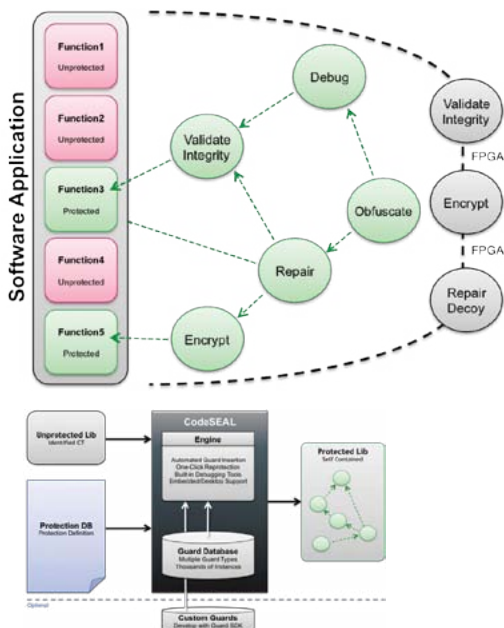 Software Application
Function1
Unprotected
Function2
Unprotected
Function3
Protected
Function4
Unprotected
Function5
Protected
Debug
Validate
Integrity
Obfuscate
Repair
Encrypt
Validate
Integrity
FPGA
Encrypt
FPGA
Repair
Decoy
CodeSEAL
Unprotected Lib
Identified CT
Engine
Automated Guard Insertion
One-Click Reprotection
Built-in Debugging Tools
Embedded/Desktop Support
Protected Lib
Self Contained
Protection DB
Protection Definition
Guard Database
Multiple Guard Types
Thousands of Instances
Optional
Custom Guards
Develop with Guard SDK